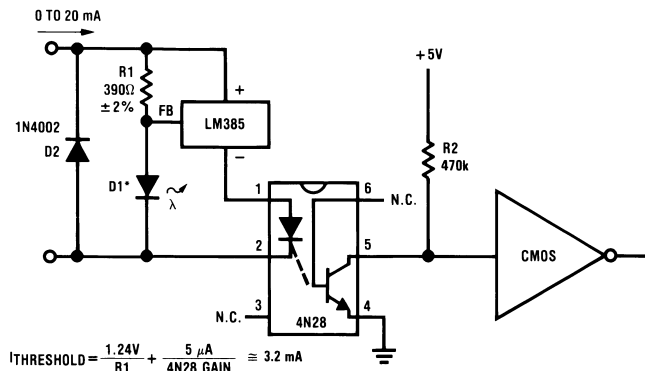 0 TO 20 mA
R1
390Ω
±2%
FB
+
LM385
−
1N4002
D2
D1*
λ
+5V
R2
470k
1
6
N.C.
2
5
CMOS
3
N.C.
4
4N28
ITHRESHOLD = 1.24V / R1 + 5 μA / 4N28 GAIN ≅ 3.2 mA